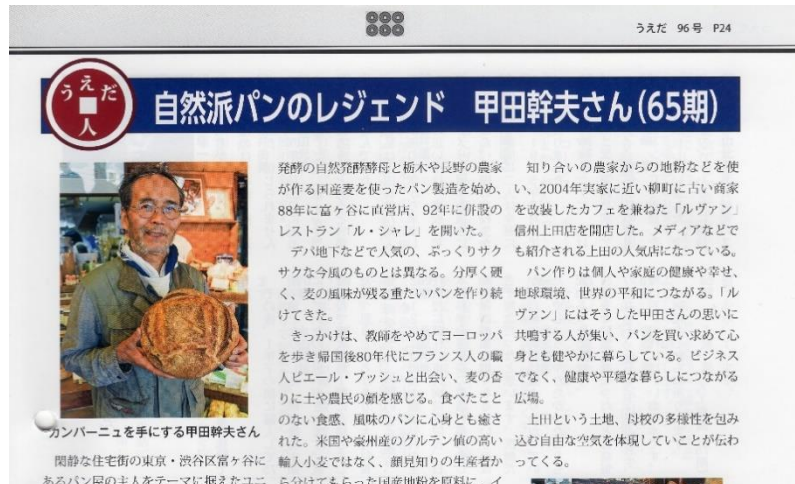 うえだ 96号 P24
うえだ
人
自然派パンのレジェンド 甲田幹夫さん(65期)
カンパーニュを手にする甲田幹夫さん
閑静な住宅街の東京・渋谷区富ヶ谷に
あるパン屋の主人をテーマに据えたユニ
発酵の自然発酵酵母と栃木や長野の農家
が作る国産麦を使ったパン製造を始め、
88年に富ヶ谷に直営店、92年に併設の
レストラン「ル・シャレ」を開いた。
デパ地下などで人気の、ぷっくりサク
サクな今風のものとは異なる。分厚く硬
く、麦の風味が残る重たいパンを作り続
けてきた。
きっかけは、教師をやめてヨーロッパ
を歩き帰国後80年代にフランス人の職
人ピエール・ブッシュと出会い、麦の香
りに土や農民の顔を感じる。食べたこと
のない食感、風味のパンに心身とも癒さ
れた。米国や豪州産のグルテン値の高い
輸入小麦ではなく、顔見知りの生産者か
ら分けてもらった国産地粉を原料に、イ
知り合いの農家からの地粉などを使
い、2004年実家に近い柳町に古い商家
を改装したカフェを兼ねた「ルヴァン」
信州上田店を開店した。メディアなどで
も紹介される上田の人気店になっている。
パン作りは個人や家庭の健康や幸せ、
地球環境、世界の平和につながる。「ル
ヴァン」にはそうした甲田さんの思いに
共鳴する人が集い、パンを買い求めて心
身とも健やかに暮らしている。ビジネス
でなく、健康や平穏な暮らしにつながる
広場。
上田という土地、母校の多様性を包み
込む自由な空気を体現していことが伝わ
ってくる。